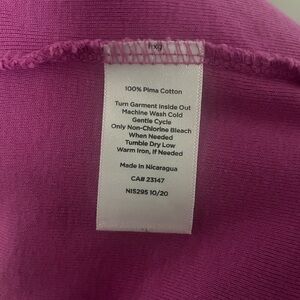 100% Pima Cotton
Turn Garment Inside Out
Machine Wash Cold
Gentle Cycle
Only Non-Chlorine Bleach
When Needed
Tumble Dry Low
Warm Iron, If Needed
Made in Nicaragua
CA# 23147
NI5295 10/20